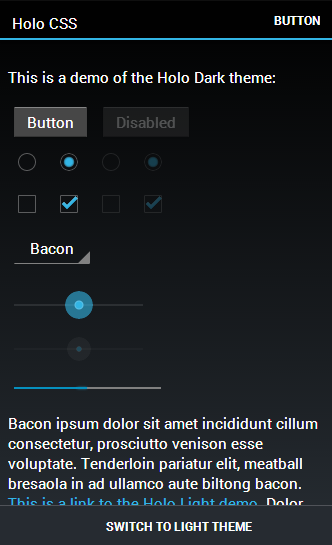 Holo CSS
BUTTON
This is a demo of the Holo Dark theme:
Button
Disabled
Bacon
Bacon ipsum dolor sit amet incididunt cillum
consectetur, prosciutto venison esse
voluptate. Tenderloin pariatur elit, meatball
bresaola in ad ullamco aute biltong bacon.
This is a link to the Holo Light demo. Dolor
SWITCH TO LIGHT THEME